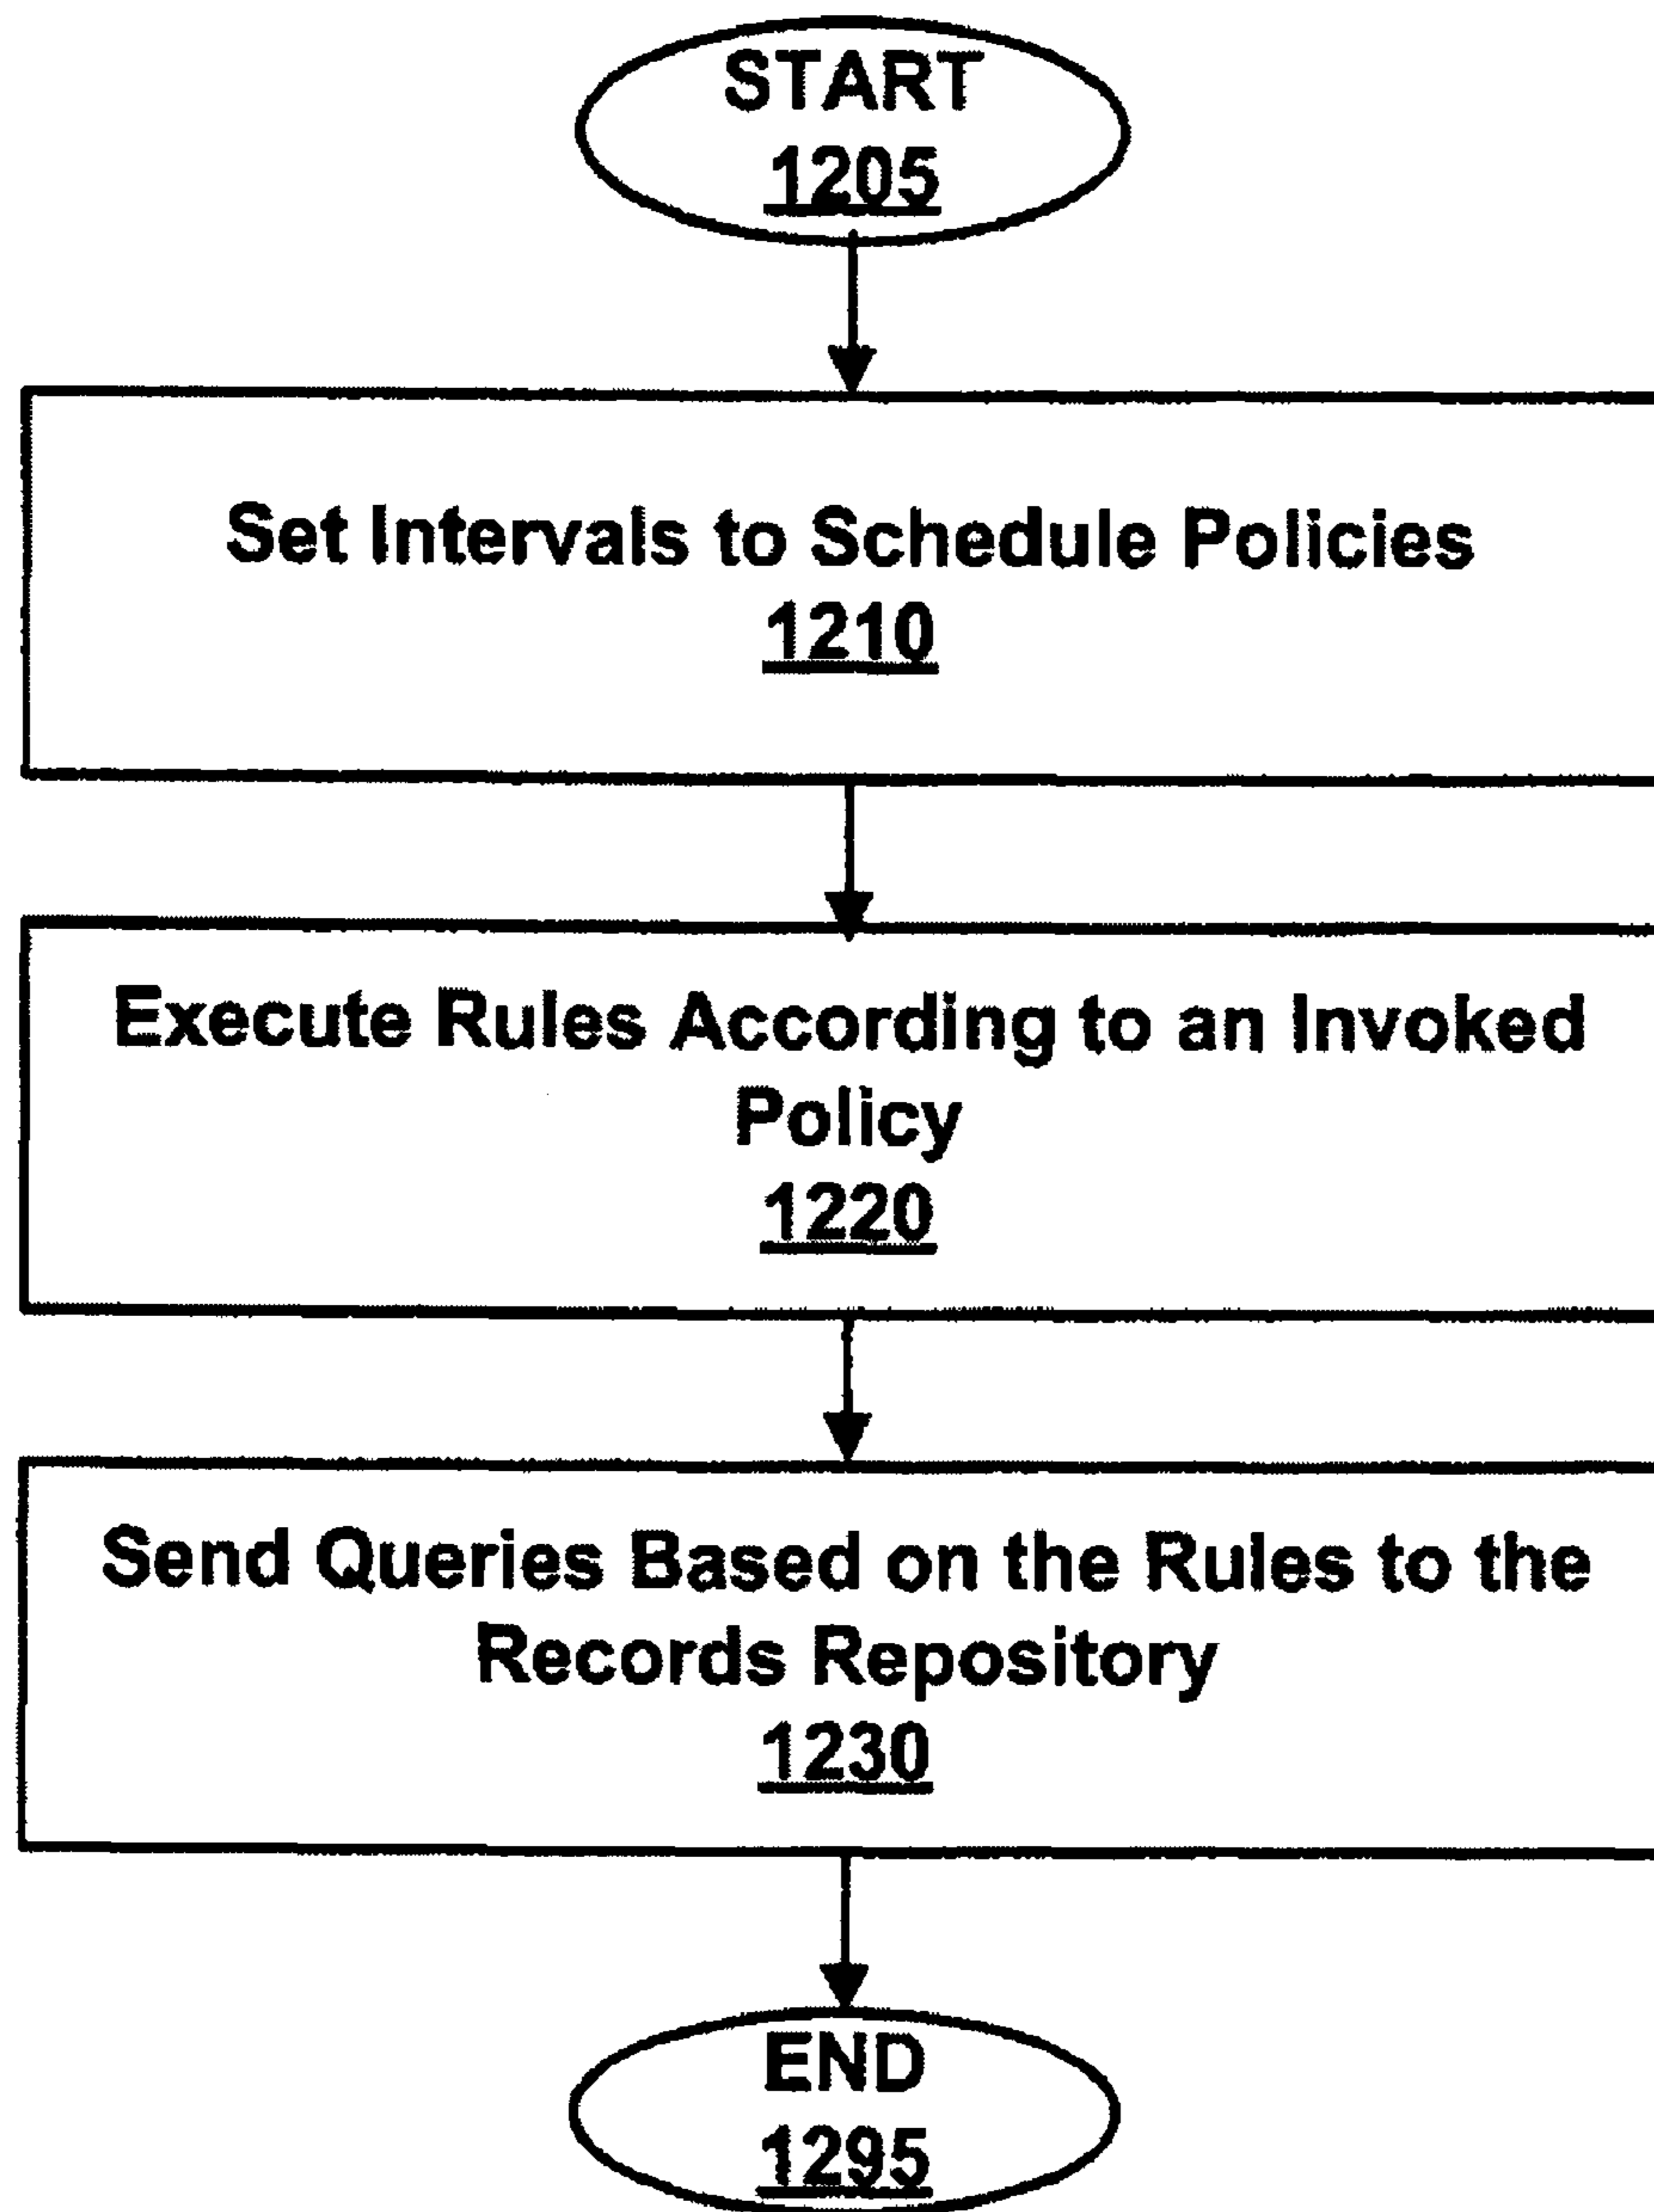 START
1205
Set Intervals to Schedule Policies
1210
Execute Rules According to an Invoked
Policy
1220
Send Queries Based on the Rules to the
Records Repository
1230
END
1295